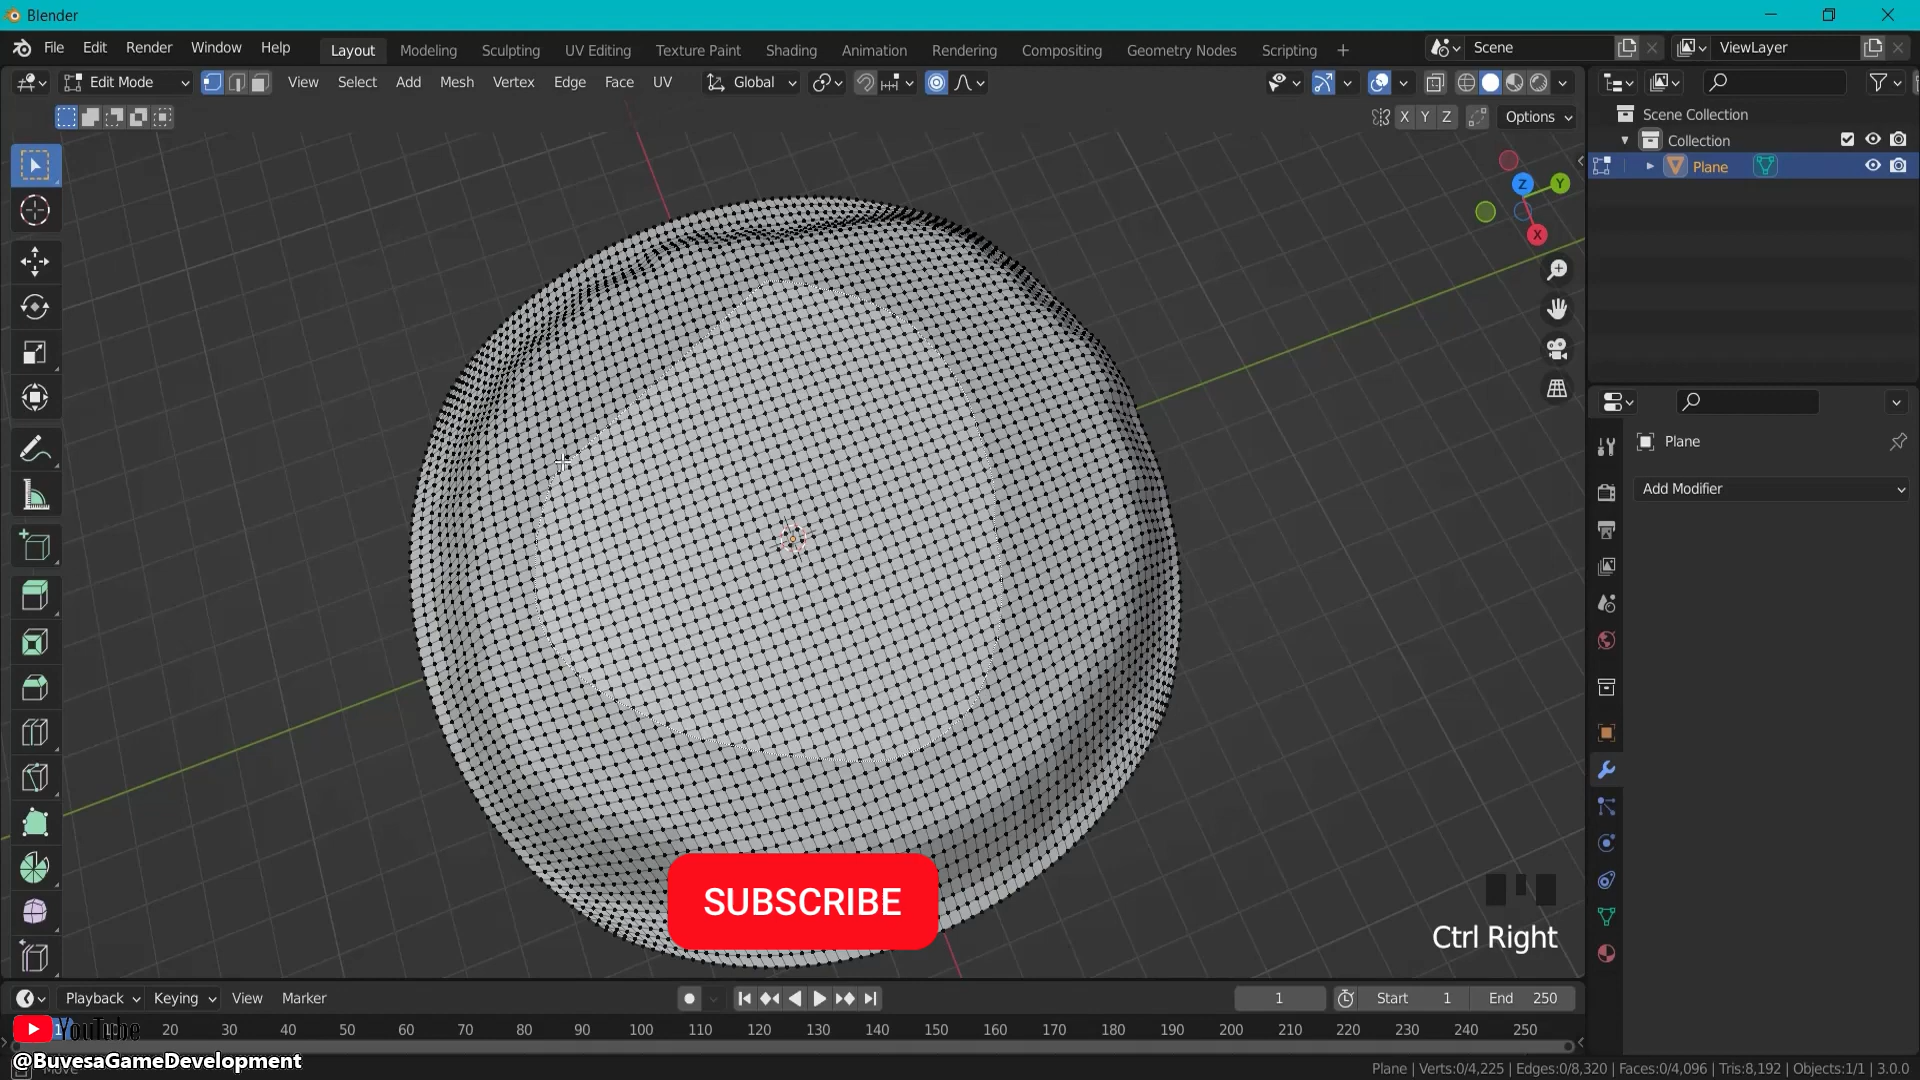 Blender
File Edit Render Window Help
Layout Modeling Sculpting UV Editing Texture Paint Shading Animation Rendering Compositing Geometry Nodes Scripting +
Scene
ViewLayer
Edit Mode View Select Add Mesh Vertex Edge Face UV Global
X Y Z Options
Scene Collection
Collection
Plane
Z Y
X
Plane
Add Modifier
SUBSCRIBE
Ctrl Right
Playback Keying View Marker
1 Start 1 End 250
YouTube
20 30 40 50 60 70 80 90 100 110 120 130 140 150 160 170 180 190 200 210 220 230 240 250
@BuvesaGameDevelopment
Plane | Verts:0/4,225 | Edges:0/8,320 | Faces:0/4,096 | Tris:8,192 | Objects:1/1 | 3.0.0